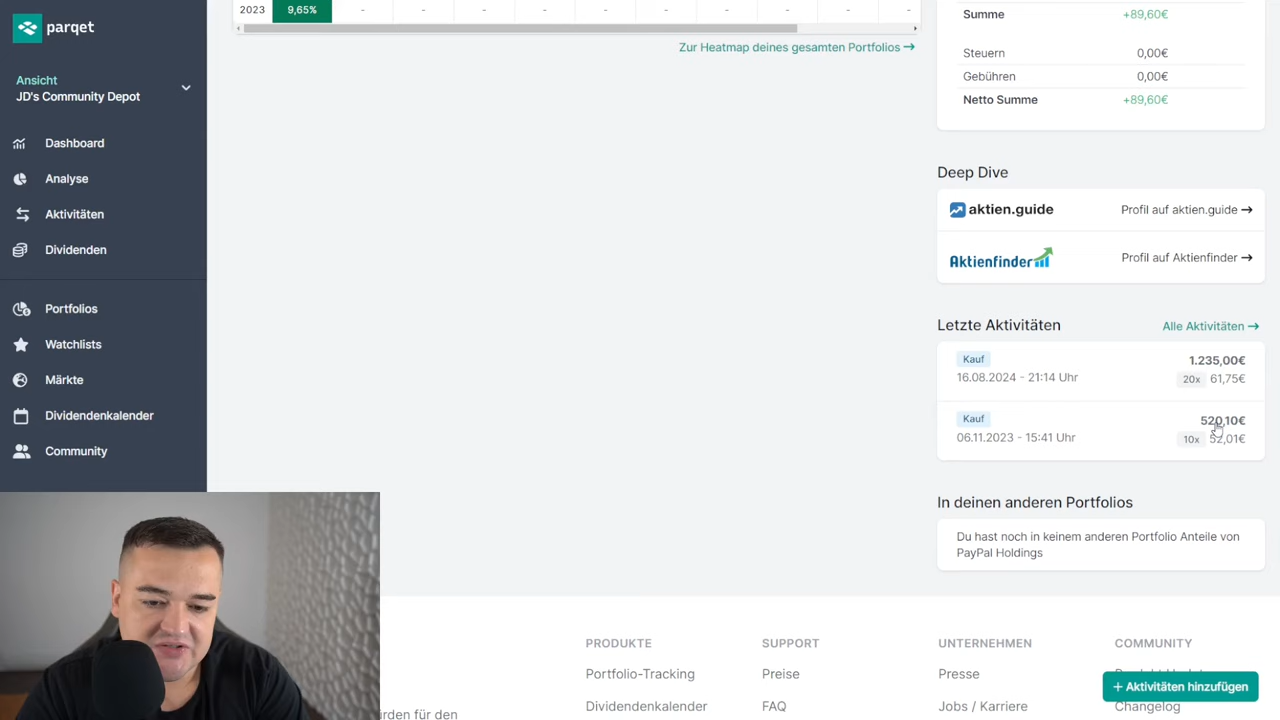 parqet
Ansicht
JD's Community Depot
Dashboard
Analyse
Aktivitäten
Dividenden
Portfolios
Watchlists
Märkte
Dividendenkalender
Community
2023 9,65% - - - - - - - - - -
Zur Heatmap deines gesamten Portfolios →
Summe +89,60€
Steuern 0,00€
Gebühren 0,00€
Netto Summe +89,60€
Deep Dive
aktien.guide Profil auf aktien.guide →
Aktienfinder Profil auf Aktienfinder →
Letzte Aktivitäten Alle Aktivitäten →
Kauf 1.235,00€
16.08.2024 - 21:14 Uhr 20x 61,75€
Kauf 520,10€
06.11.2023 - 15:41 Uhr 10x 52,01€
In deinen anderen Portfolios
Du hast noch in keinem anderen Portfolio Anteile von
PayPal Holdings
PRODUKTE SUPPORT UNTERNEHMEN COMMUNITY
Portfolio-Tracking Preise Presse
+ Aktivitäten hinzufügen
Dividendenkalender FAQ Jobs / Karriere Changelog
für den